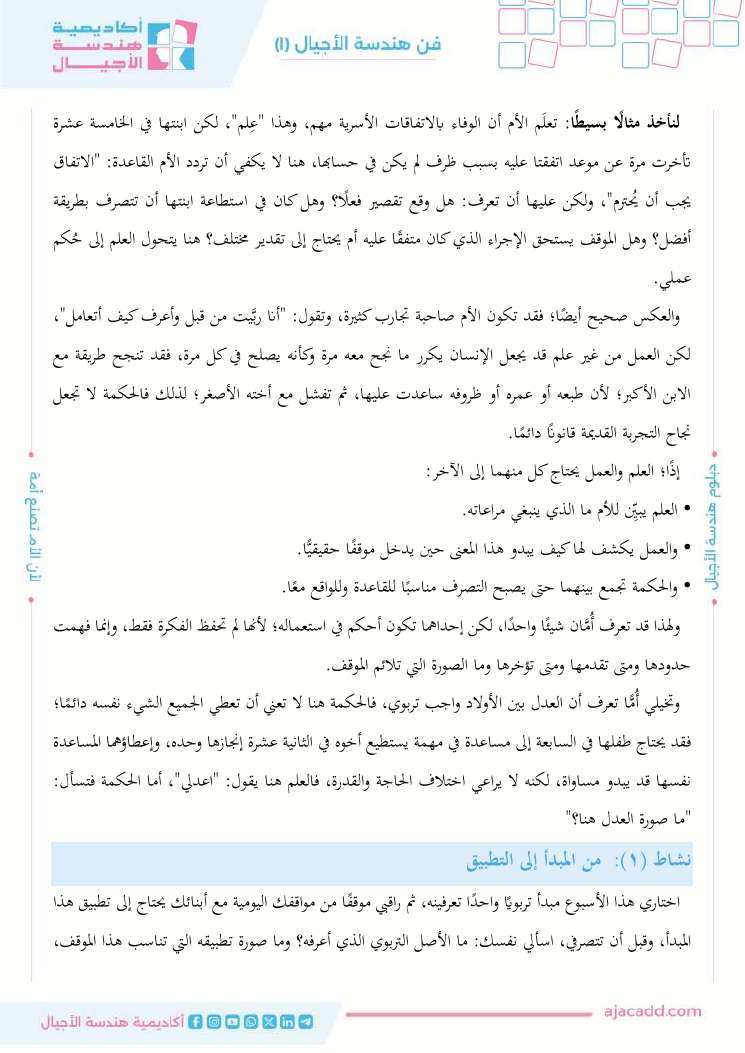 أكاديمية
هندسة
الأجيال
فن هندسة الأجيال (١)
لنأخذ مثالًا بسيطًا: تعلَم الأم أن الوفاء بالاتفاقات الأسرية مهم، وهذا "عِلم"، لكن ابنتها في الخامسة عشرة
تأخرت مرة عن موعد اتفقتا عليه بسبب ظرف لم يكن في حسابها، هنا لا يكفي أن تردد الأم القاعدة: "الاتفاق
يجب أن يُحترم"، ولكن عليها أن تعرف: هل وقع تقصير فعلًا؟ وهل كان في استطاعة ابنتها أن تتصرف بطريقة
أفضل؟ وهل الموقف يستحق الإجراء الذي كان متفقًا عليه أم يحتاج إلى تقدير مختلف؟ هنا يتحول العلم إلى حُكم
عملي.
والعكس صحيح أيضًا؛ فقد تكون الأم صاحبة تجارب كثيرة، وتقول: "أنا ربَّيت من قبل وأعرف كيف أتعامل"،
لكن العمل من غير علم قد يجعل الإنسان يكرر ما نجح معه مرة وكأنه يصلح في كل مرة، فقد تنجح طريقة مع
الابن الأكبر؛ لأن طبعه أو عمره أو ظروفه ساعدت عليها، ثم تفشل مع أخته الأصغر؛ لذلك فالحكمة لا تجعل
نجاح التجربة القديمة قانونًا دائمًا.
إذًا؛ العلم والعمل يحتاج كل منهما إلى الآخر:
• العلم يبيِّن للأم ما الذي ينبغي مراعاته.
• والعمل يكشف لها كيف يبدو هذا المعنى حين يدخل موقفًا حقيقيًّا.
• والحكمة تجمع بينهما حتى يصبح التصرف مناسبًا للقاعدة وللواقع معًا.
ولهذا قد تعرف أُمَّان شيئًا واحدًا، لكن إحداهما تكون أحكم في استعماله؛ لأنها لم تحفظ الفكرة فقط، وإنما فهمت
حدودها ومتى تقدمها ومتى تؤخرها وما الصورة التي تلائم الموقف.
وتخيلي أُمًّا تعرف أن العدل بين الأولاد واجب تربوي، فالحكمة هنا لا تعني أن تعطي الجميع الشيء نفسه دائمًا؛
فقد يحتاج طفلها في السابعة إلى مساعدة في مهمة يستطيع أخوه في الثانية عشرة إنجازها وحده، وإعطاؤهما المساعدة
نفسها قد يبدو مساواة، لكنه لا يراعي اختلاف الحاجة والقدرة، فالعلم هنا يقول: "اعدلي"، أما الحكمة فتسأل:
"ما صورة العدل هنا؟"
نشاط (١): من المبدأ إلى التطبيق
اختاري هذا الأسبوع مبدأ تربويًا واحدًا تعرفينه، ثم راقبي موقفًا من مواقفك اليومية مع أبنائك يحتاج إلى تطبيق هذا
المبدأ، وقبل أن تتصرفي، اسألي نفسك: ما الأصل التربوي الذي أعرفه؟ وما صورة تطبيقه التي تناسب هذا الموقف،
دبلوم هندسة الأجيال
لأن الأم تصنع أمة
أكاديمية هندسة الأجيال
ajacadd.com